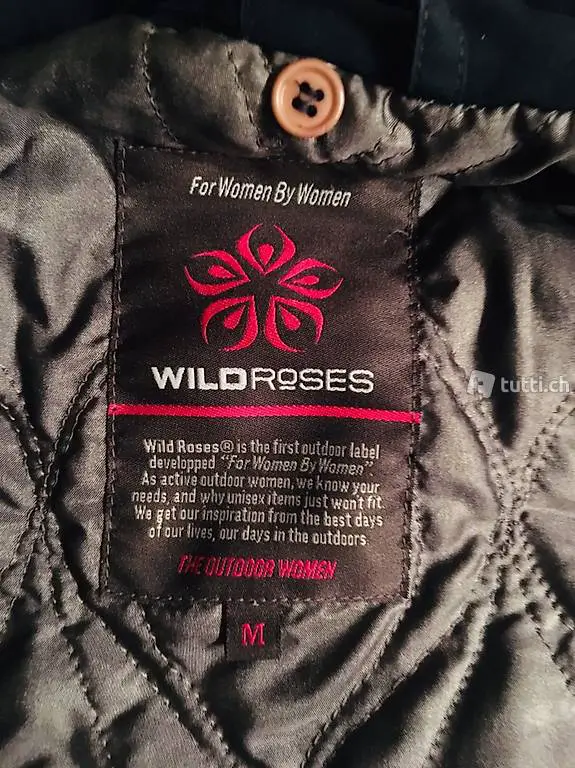 For Women By Women
WILDROSES
Wild Roses® is the first outdoor label
developped "For Women By Women"
As active outdoor women, we know your
needs, and why unisex items just won't fit.
We get our inspiration from the best days
of our lives, our days in the outdoors.
THE OUTDOOR WOMEN
M
tutti.ch